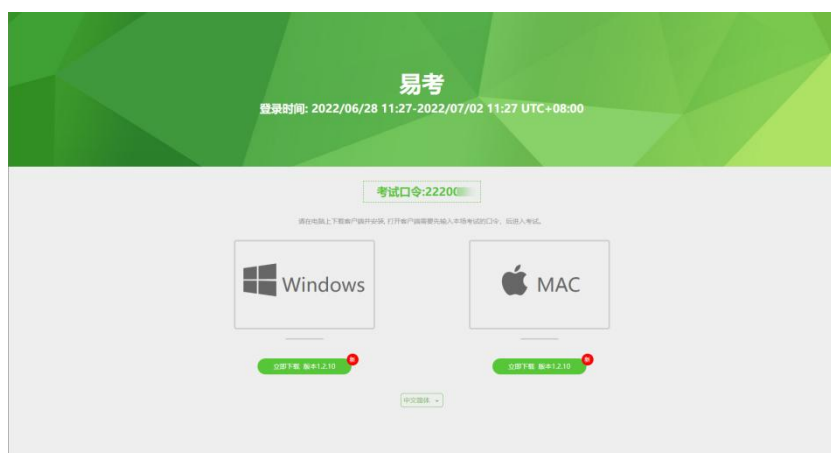 易考
登录时间: 2022/06/28 11:27-2022/07/02 11:27 UTC+08:00
考试口令:22200
请在电脑上下载客户端并安装, 打开客户端需要先输入本场考试的口令，后进入考试。
Windows
MAC
立即下载 版本1.2.10
新
立即下载 版本1.2.10
新
中文简体